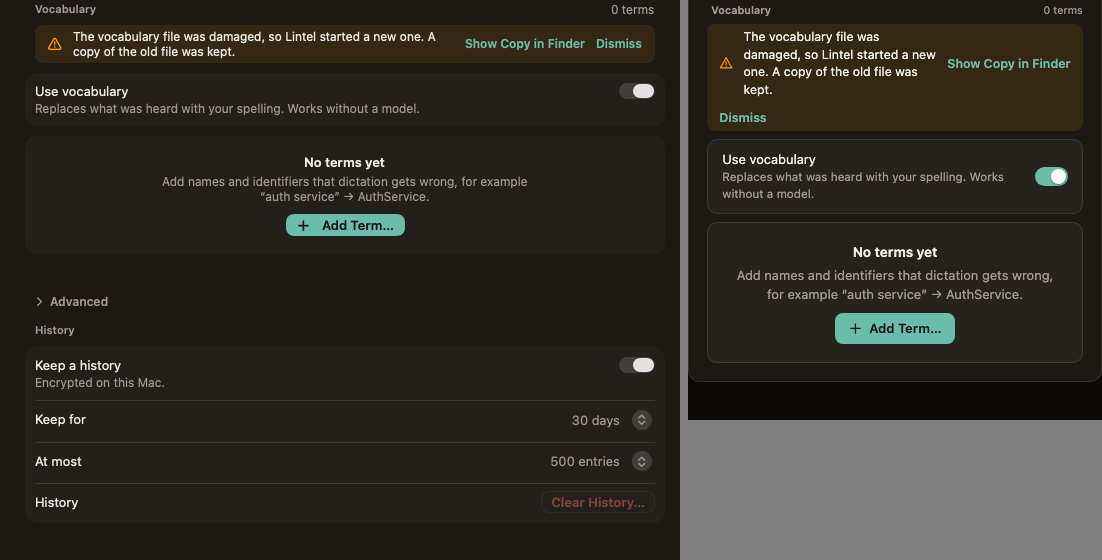 Vocabulary
0 terms
The vocabulary file was damaged, so Lintel started a new one. A
copy of the old file was kept.
Show Copy in Finder
Dismiss
Use vocabulary
Replaces what was heard with your spelling. Works without a model.
No terms yet
Add names and identifiers that dictation gets wrong, for example
“auth service” → AuthService.
+ Add Term...
> Advanced
History
Keep a history
Encrypted on this Mac.
Keep for
30 days
At most
500 entries
History
Clear History...
Vocabulary
0 terms
The vocabulary file was
damaged, so Lintel started a new
one. A copy of the old file was
kept.
Show Copy in Finder
Dismiss
Use vocabulary
Replaces what was heard with your spelling. Works
without a model.
No terms yet
Add names and identifiers that dictation gets wrong,
for example “auth service” → AuthService.
+ Add Term...